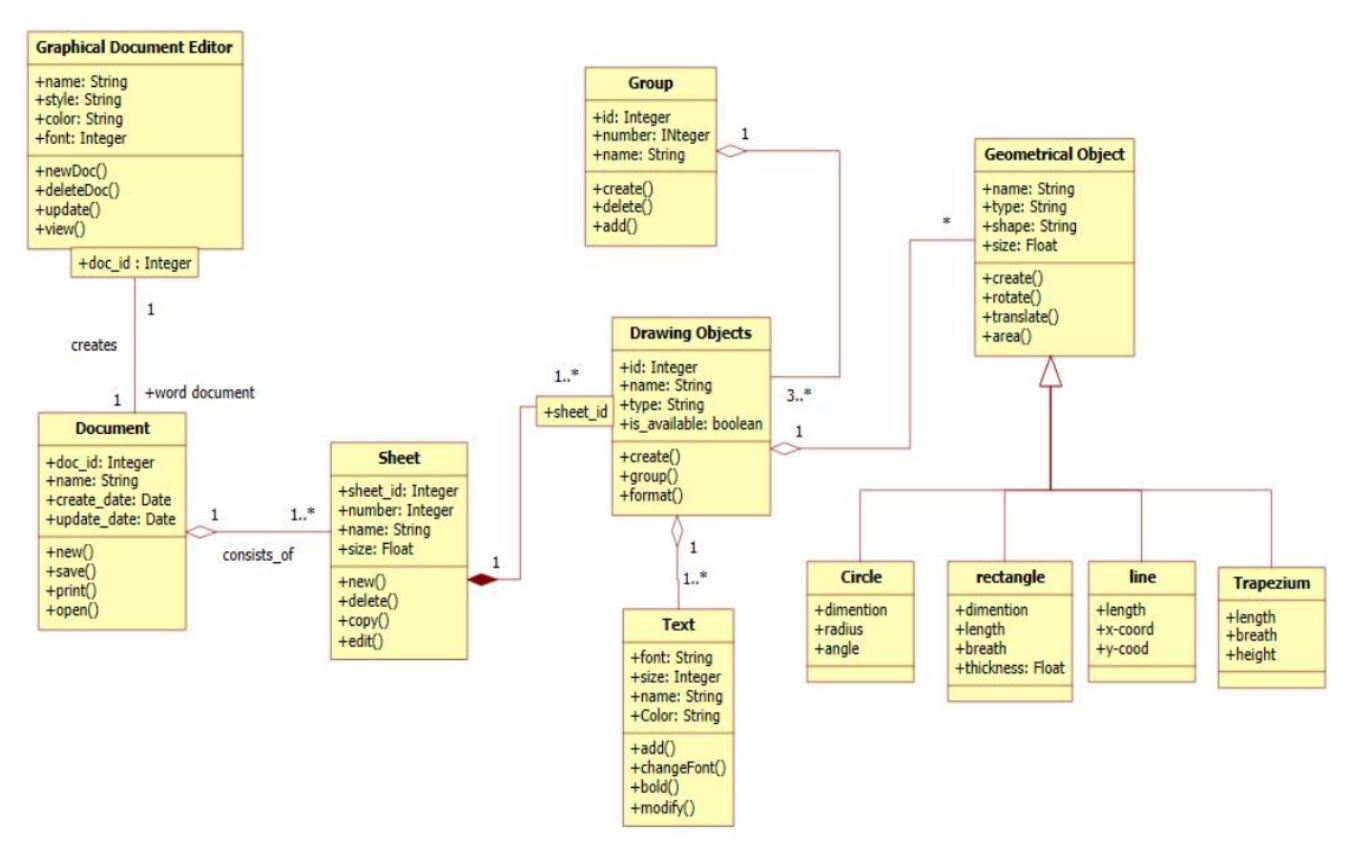 Graphical Document Editor
+name: String
+style: String
+color: String
+font: Integer
+newDoc()
+deleteDoc()
+update()
+view()
+doc_id : Integer
1
creates
1
+word document
Document
+doc_id: Integer
+name: String
+create_date: Date
+update_date: Date
+new()
+save()
+print()
+open()
1
1..*
consists_of
Sheet
+sheet_id: Integer
+number: Integer
+name: String
+size: Float
+new()
+delete()
+copy()
+edit()
1
1..*
+sheet_id
Group
+id: Integer
+number: INteger
+name: String
+create()
+delete()
+add()
1
3..*
Drawing Objects
+id: Integer
+name: String
+type: String
+is_available: boolean
+create()
+group()
+format()
1
*
1
1..*
Text
+font: String
+size: Integer
+name: String
+Color: String
+add()
+changeFont()
+bold()
+modify()
Geometrical Object
+name: String
+type: String
+shape: String
+size: Float
+create()
+rotate()
+translate()
+area()
Circle
+dimention
+radius
+angle
rectangle
+dimention
+length
+breath
+thickness: Float
line
+length
+x-coord
+y-cood
Trapezium
+length
+breath
+height